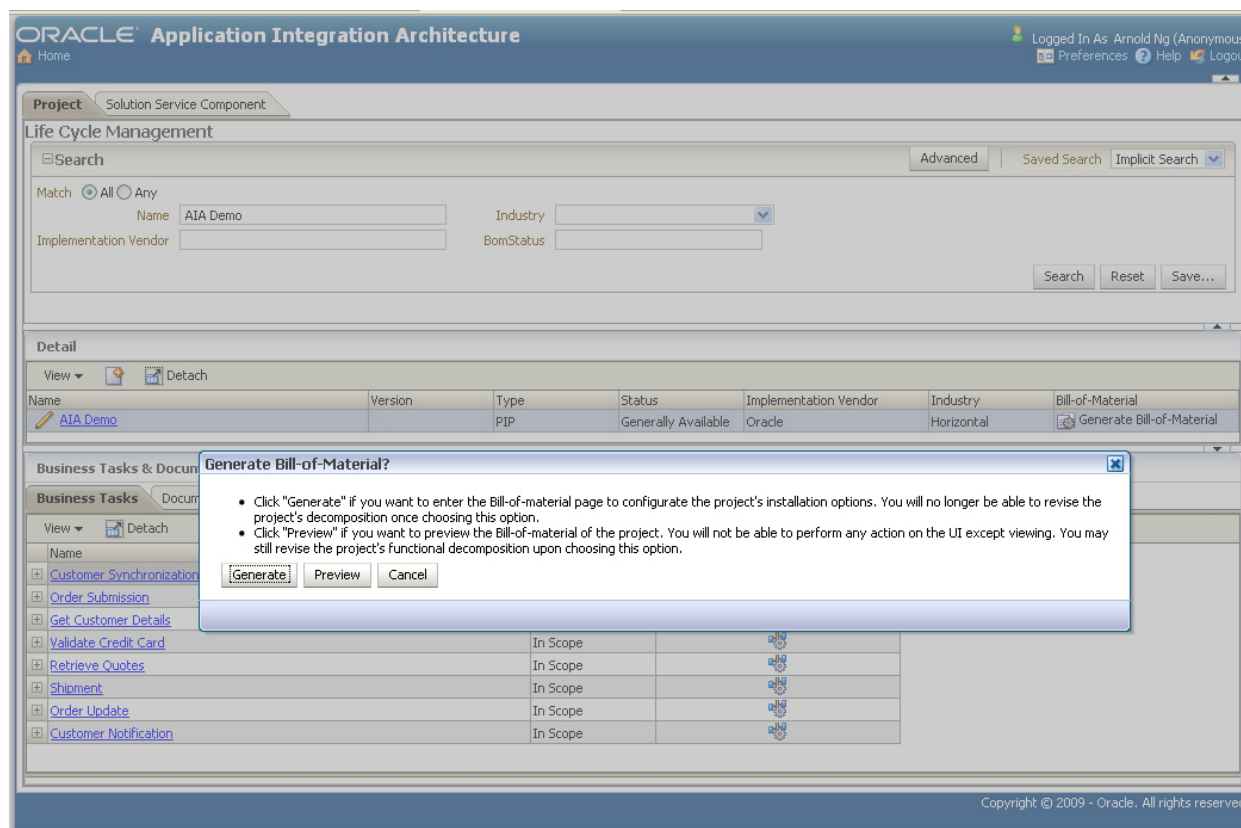 ORACLE Application Integration Architecture
Logged In As Arnold Ng (Anonymous
Home
Preferences Help Logou
Project Solution Service Component
Life Cycle Management
Search Advanced Saved Search Implicit Search
Match All Any
Name AIA Demo Industry
Implementation Vendor BomStatus
Search Reset Save...
Detail
View Detach
Name Version Type Status Implementation Vendor Industry Bill-of-Material
AIA Demo PIP Generally Available Oracle Horizontal Generate Bill-of-Material
Business Tasks & Docum
Generate Bill-of-Material?
Business Tasks Docum
View Detach
Name
• Click "Generate" if you want to enter the Bill-of-material page to configurate the project's installation options. You will no longer be able to revise the
project's decomposition once choosing this option.
• Click "Preview" if you want to preview the Bill-of-material of the project. You will not be able to perform any action on the UI except viewing. You may
still revise the project's functional decomposition upon choosing this option.
Generate Preview Cancel
Customer Synchronization
Order Submission
Get Customer Details
Validate Credit Card In Scope
Retrieve Quotes In Scope
Shipment In Scope
Order Update In Scope
Customer Notification In Scope
Copyright © 2009 - Oracle. All rights reserve